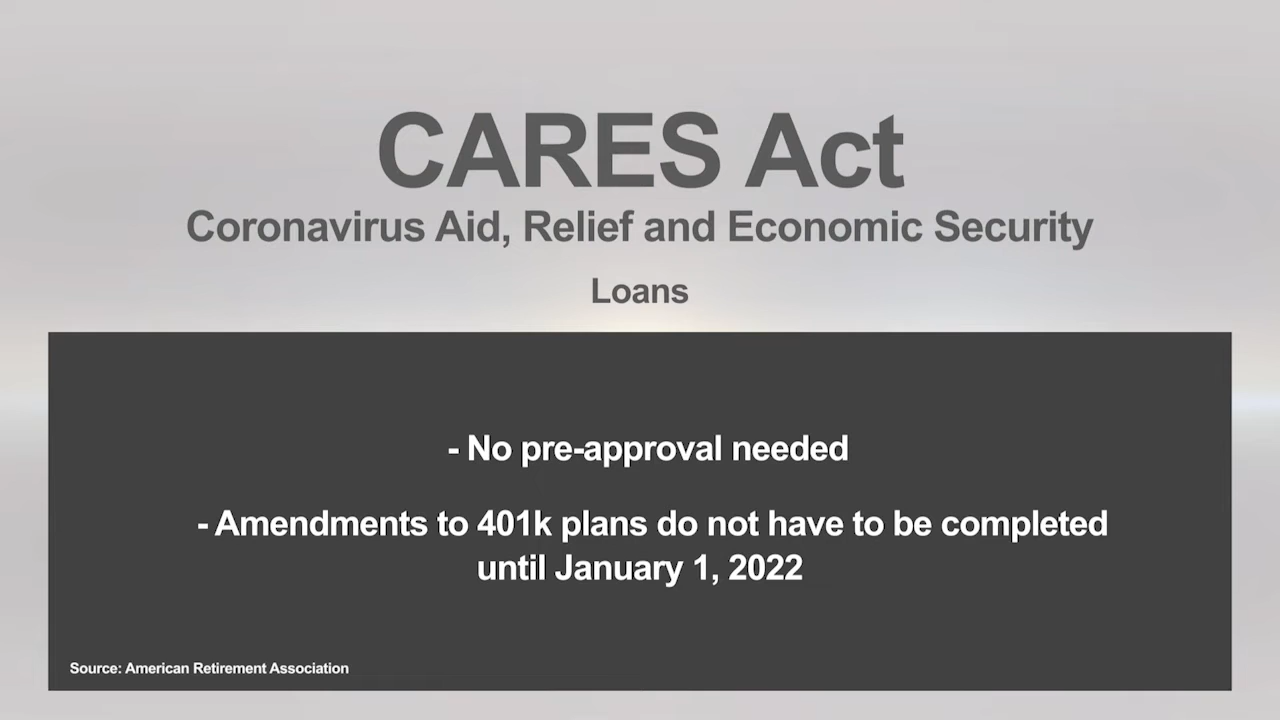 CARES Act
Coronavirus Aid, Relief and Economic Security
Loans
- No pre-approval needed
- Amendments to 401k plans do not have to be completed
until January 1, 2022
Source: American Retirement Association